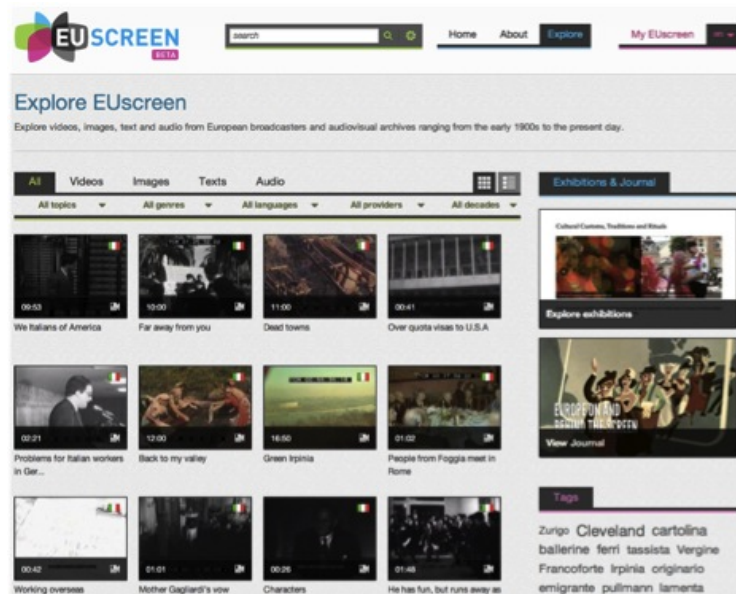 EUSCREEN
BETA
search
Home About Explore
My EUscreen
Explore EUscreen
Explore videos, images, text and audio from European broadcasters and audiovisual archives ranging from the early 1900s to the present day.
All Videos Images Texts Audio
All topics All genres All languages All providers All decades
09:53
10:00
11:00
00:41
We Italians of America
Far away from you
Dead towns
Over quota visas to U.S.A
02:21
12:00
16:50
01:02
Problems for Italian workers
in Ger...
Back to my valley
Green Irpinia
People from Foggia meet in
Rome
00:42
01:01
00:26
01:48
Working overseas
Mother Gagliardi's vow
Characters
He has fun, but runs away as
Exhibitions & Journal
Cultural Customs, Traditions and Rituals
Explore exhibitions
EUROPE ON AND
BEHIND THE SCREEN
View Journal
Tags
Zurigo Cleveland cartolina
ballerine ferri tassista Vergine
Francoforte Irpinia originario
emigrante pullmann lamenta